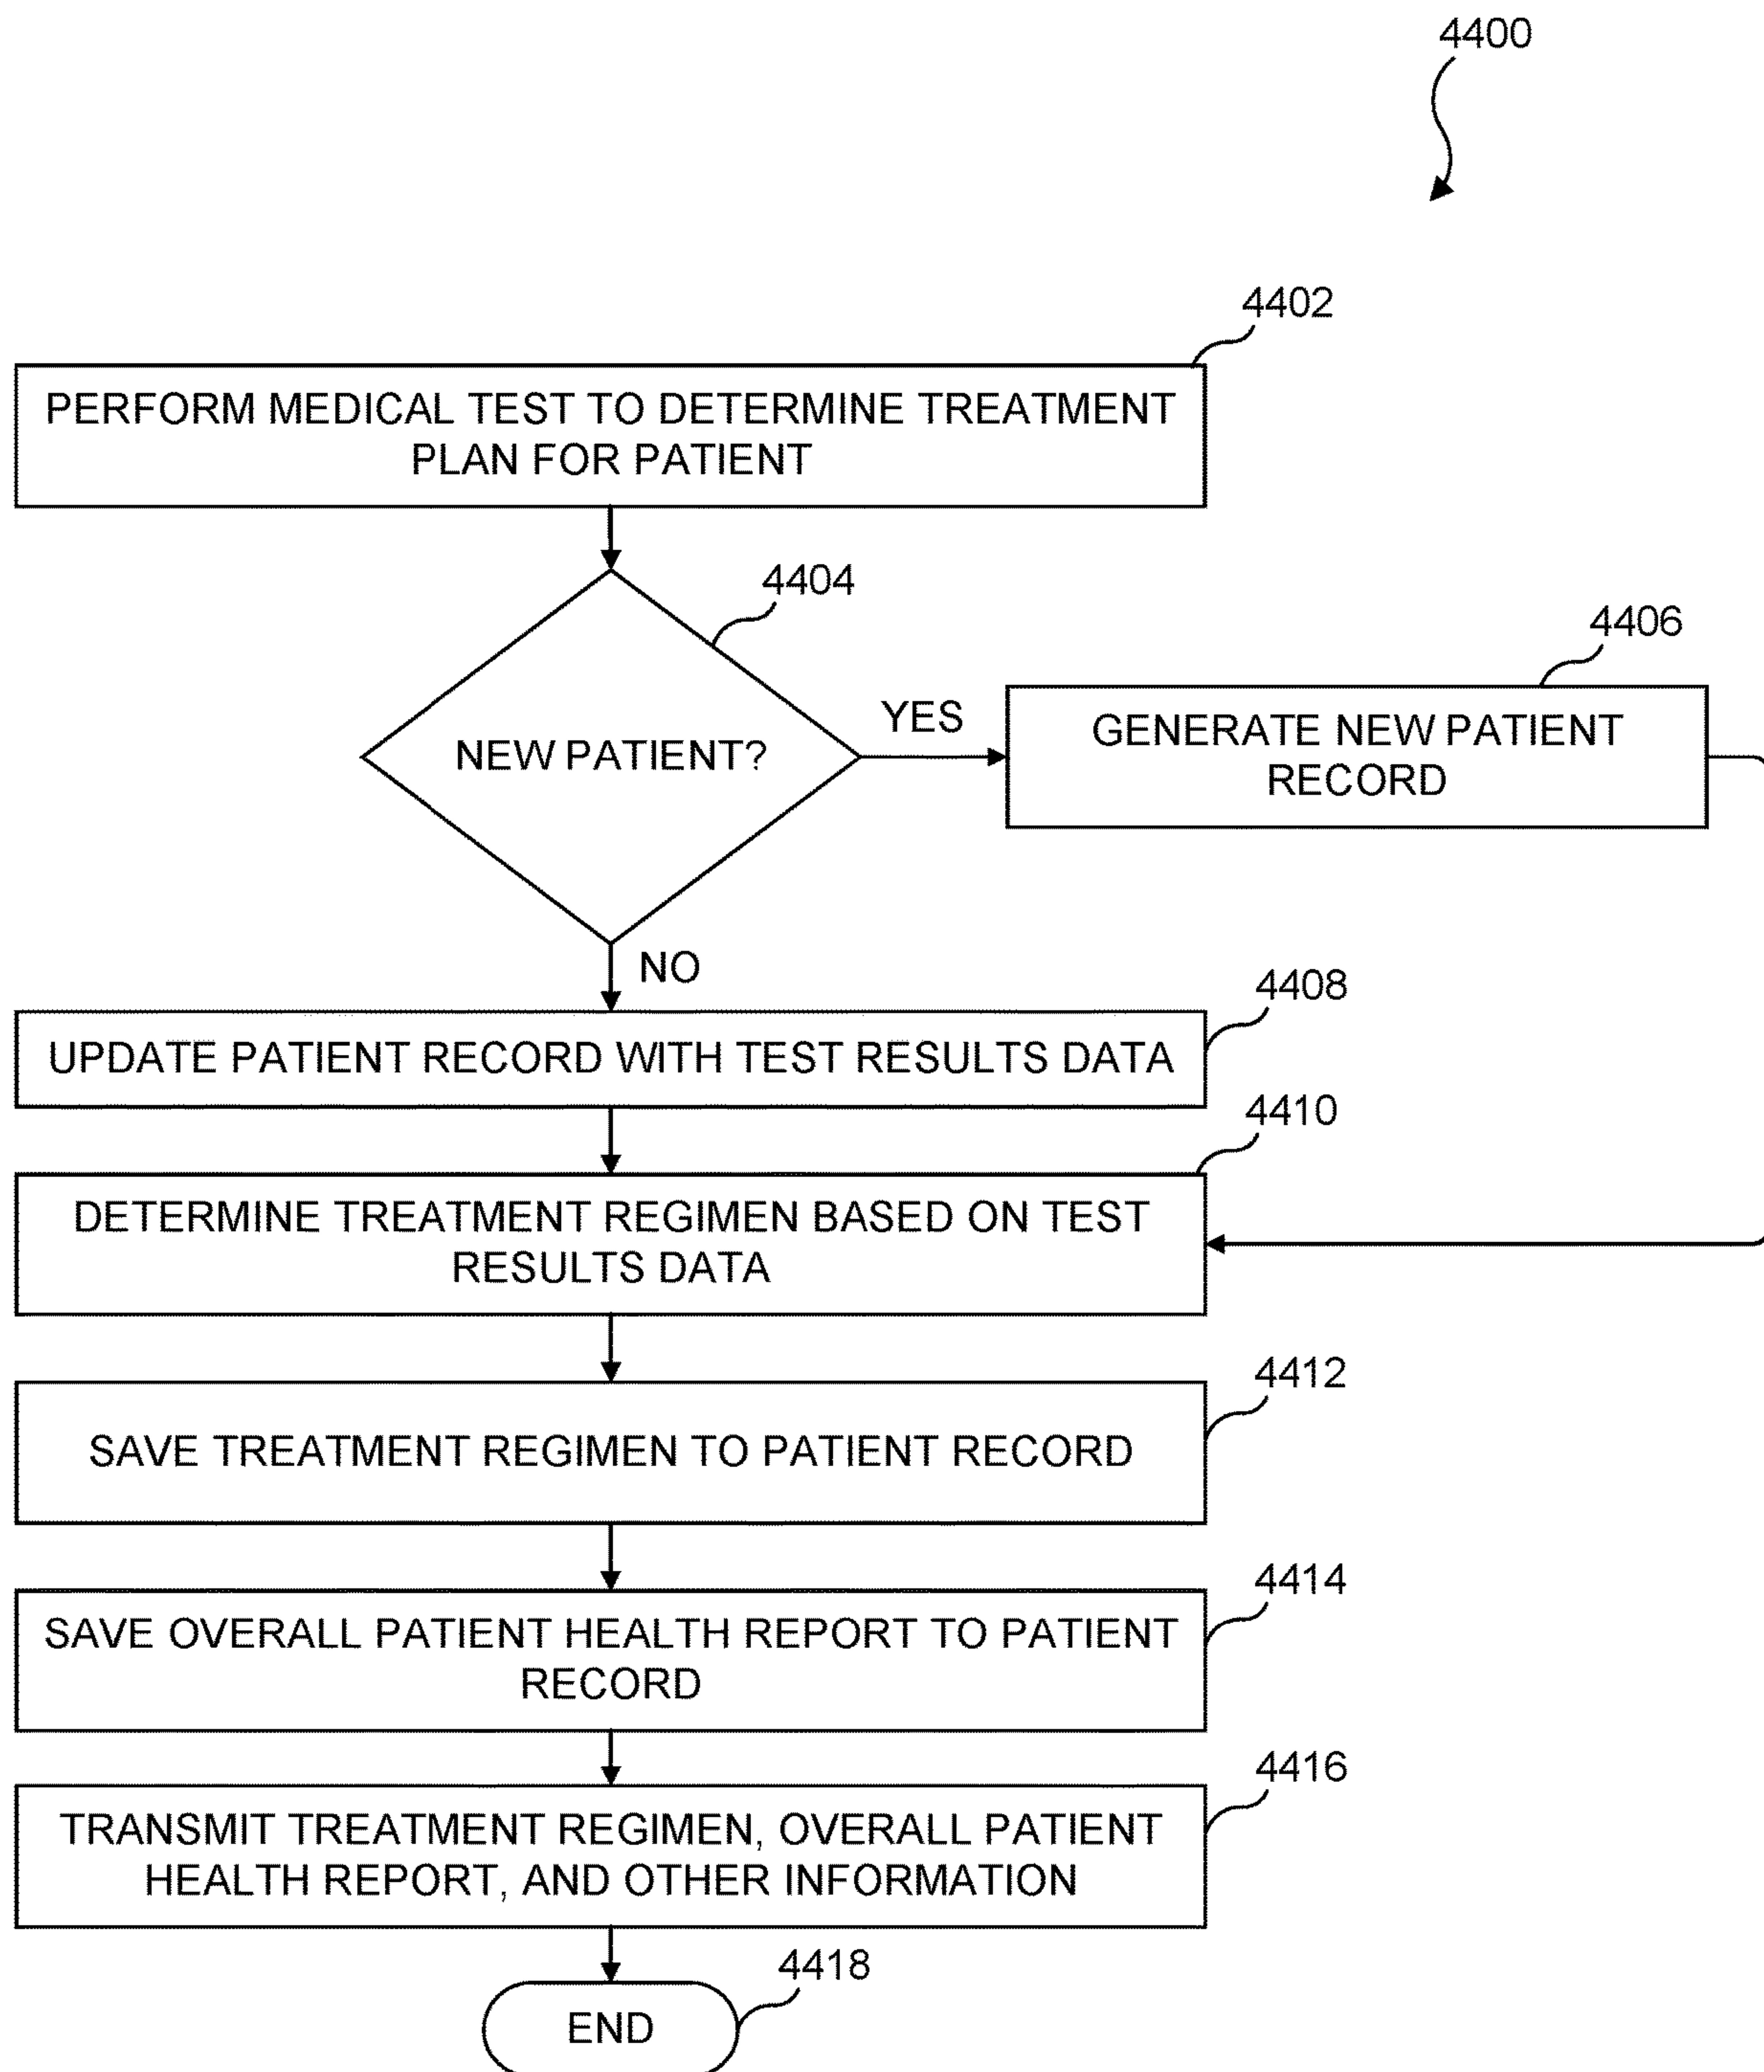 4400
4402
PERFORM MEDICAL TEST TO DETERMINE TREATMENT
PLAN FOR PATIENT
4404
NEW PATIENT?
YES
4406
GENERATE NEW PATIENT
RECORD
NO
4408
UPDATE PATIENT RECORD WITH TEST RESULTS DATA
4410
DETERMINE TREATMENT REGIMEN BASED ON TEST
RESULTS DATA
4412
SAVE TREATMENT REGIMEN TO PATIENT RECORD
4414
SAVE OVERALL PATIENT HEALTH REPORT TO PATIENT
RECORD
4416
TRANSMIT TREATMENT REGIMEN, OVERALL PATIENT
HEALTH REPORT, AND OTHER INFORMATION
4418
END